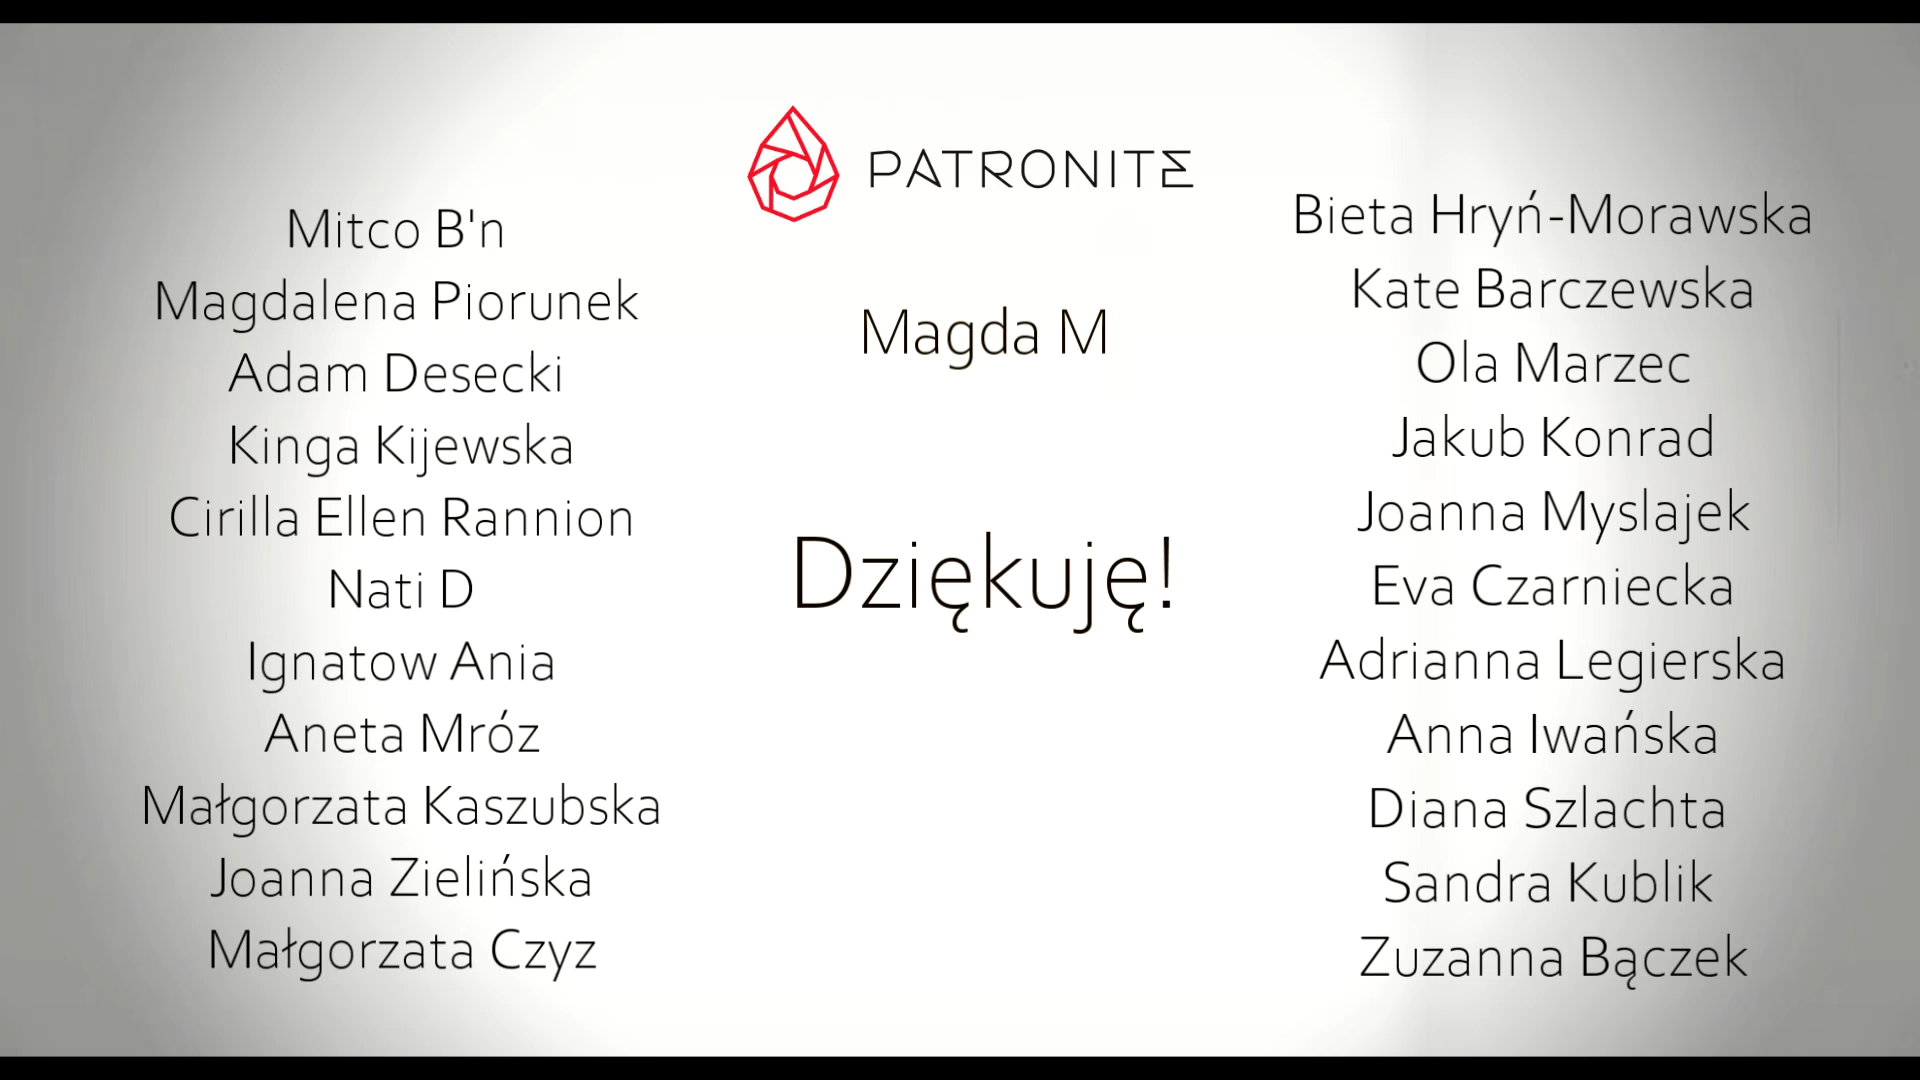 PATRONITE
Magda M
Dziękuję!
Mitco B'n
Magdalena Piorunek
Adam Desecki
Kinga Kijewska
Cirilla Ellen Rannion
Nati D
Ignatow Ania
Aneta Mróz
Małgorzata Kaszubska
Joanna Zielińska
Małgorzata Czyz
Bieta Hryń-Morawska
Kate Barczewska
Ola Marzec
Jakub Konrad
Joanna Myslajek
Eva Czarniecka
Adrianna Legierska
Anna Iwańska
Diana Szlachta
Sandra Kublik
Zuzanna Bączek